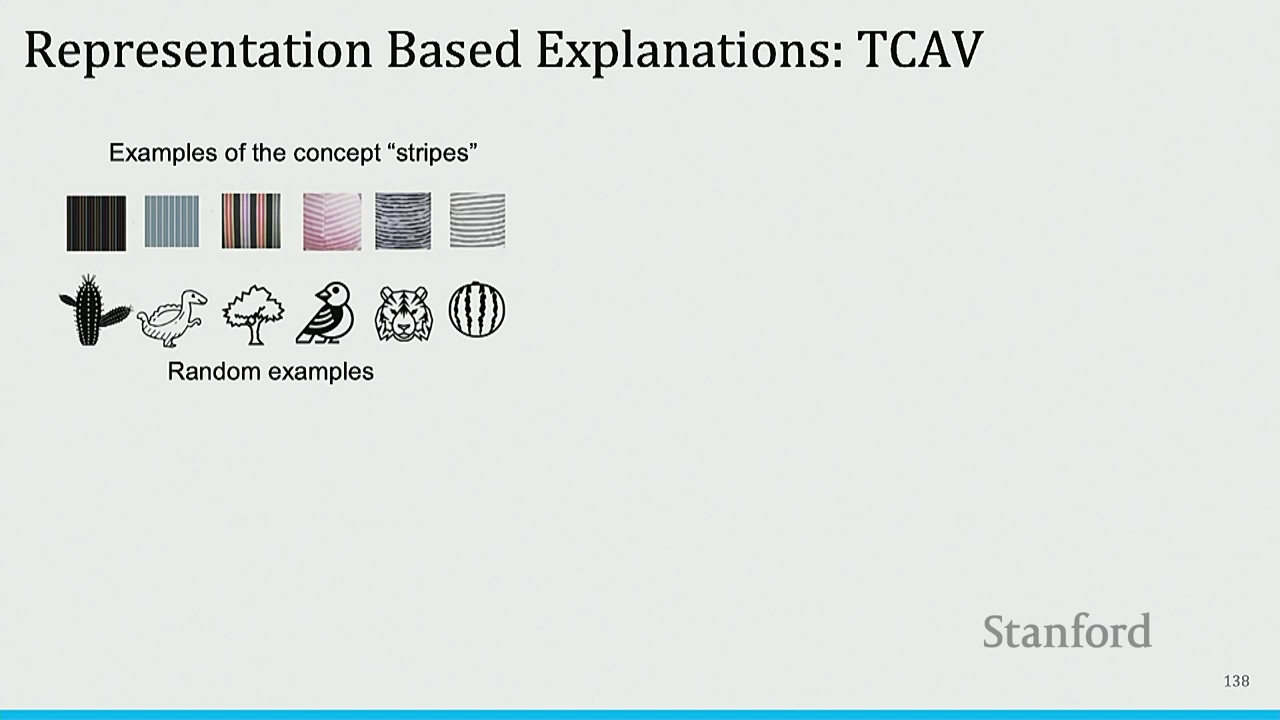 Representation Based Explanations: TCAV
Examples of the concept “stripes”
Random examples
Stanford
138